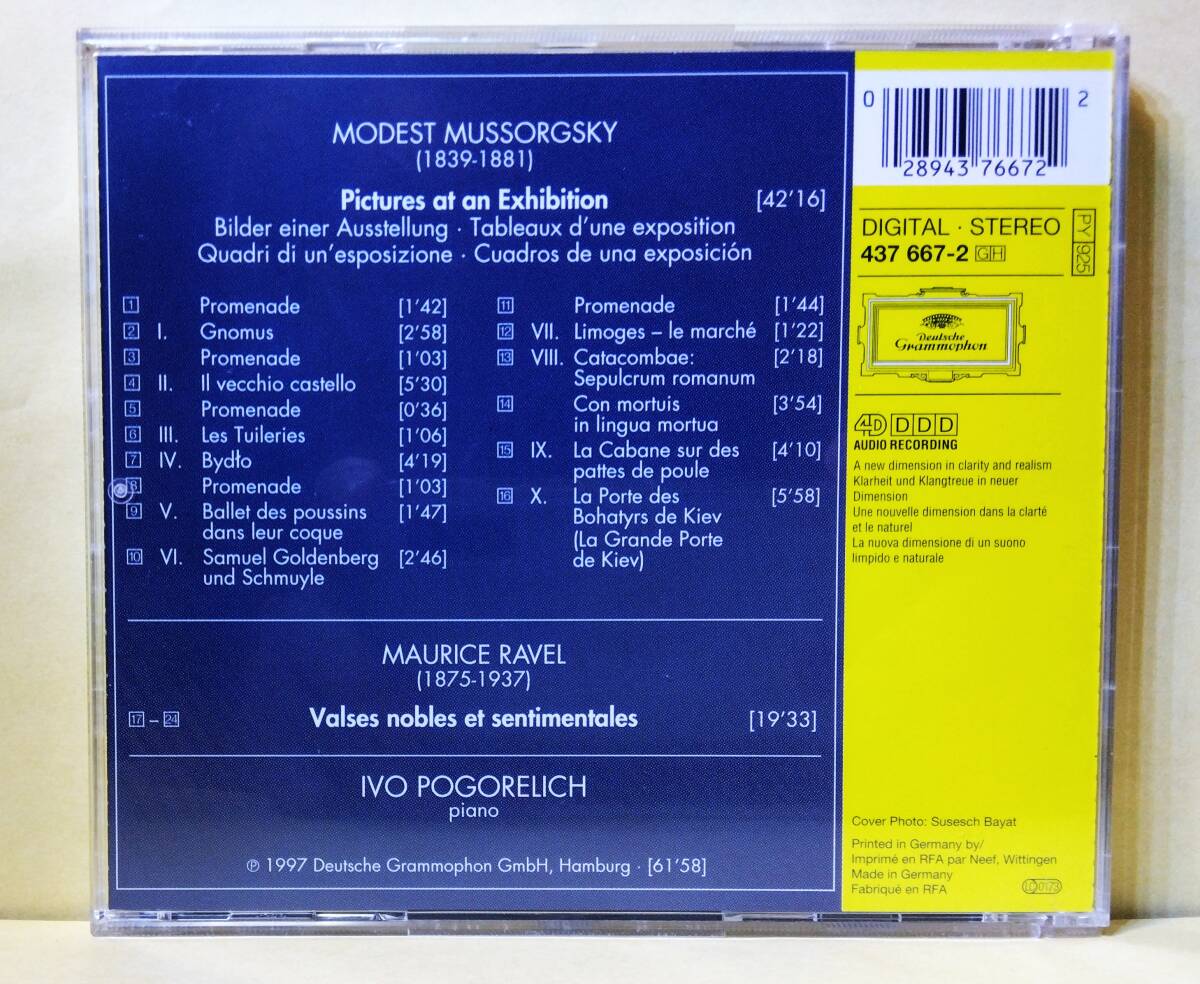 MODEST MUSSORGSKY
(1839-1881)
Pictures at an Exhibition [42'16]
Bilder einer Ausstellung · Tableaux d'une exposition
Quadri di un'esposizione · Cuadros de una exposición
1 Promenade [1'42]
2 I. Gnomus [2'58]
3 Promenade [1'03]
4 II. Il vecchio castello [5'30]
5 Promenade [0'36]
6 III. Les Tuileries [1'06]
7 IV. Bydło [4'19]
8 Promenade [1'03]
9 V. Ballet des poussins [1'47]
dans leur coque
10 VI. Samuel Goldenberg [2'46]
und Schmuyle
11 Promenade [1'44]
12 VII. Limoges – le marché [1'22]
13 VIII. Catacombae: [2'18]
Sepulcrum romanum
14 Con mortuis [3'54]
in lingua mortua
15 IX. La Cabane sur des [4'10]
pattes de poule
16 X. La Porte des [5'58]
Bohatyrs de Kiev
(La Grande Porte
de Kiev)
MAURICE RAVEL
(1875-1937)
17 – 24 Valses nobles et sentimentales [19'33]
IVO POGORELICH
piano
℗ 1997 Deutsche Grammophon GmbH, Hamburg · [61'58]
0 28943 76672 2
DIGITAL · STEREO
437 667-2 GH
PY 925
Deutsche
Grammophon
4D DDD
AUDIO RECORDING
A new dimension in clarity and realism
Klarheit und Klangtreue in neuer
Dimension
Une nouvelle dimension dans la clarté
et le naturel
La nuova dimensione di un suono
limpido e naturale
Cover Photo: Susesch Bayat
Printed in Germany by/
Imprimé en RFA par Neef, Wittingen
Made in Germany
Fabriqué en RFA
LC 0173